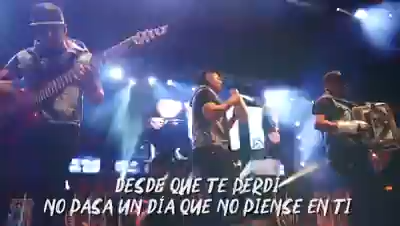 DESDE QUE TE PERDÍ
NO PASA UN DÍA QUE NO PIENSE EN TI